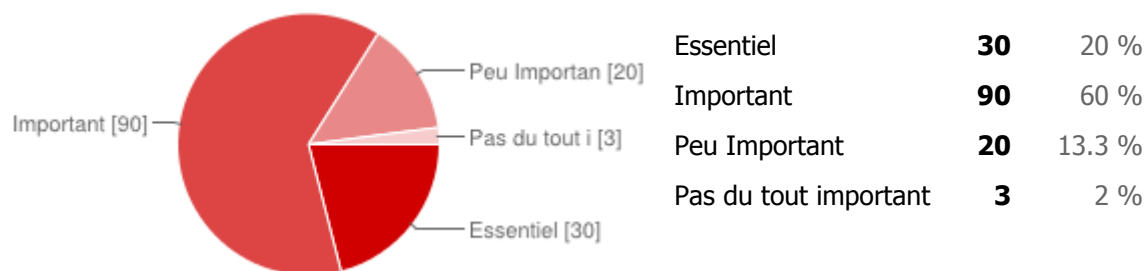 Important [90]
Peu Importan [20]
Pas du tout i [3]
Essentiel [30]
Essentiel 30 20 %
Important 90 60 %
Peu Important 20 13.3 %
Pas du tout important 3 2 %